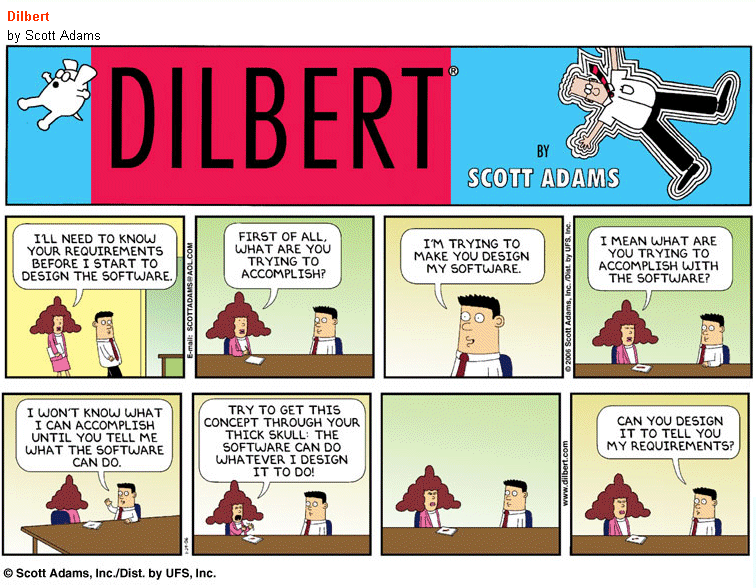 Dilbert
by Scott Adams
DILBERT®
BY
SCOTT ADAMS
I'LL NEED TO KNOW
YOUR REQUIREMENTS
BEFORE I START TO
DESIGN THE SOFTWARE.
E-mail: SCOTTADAMS@AOL.COM
FIRST OF ALL,
WHAT ARE YOU
TRYING TO
ACCOMPLISH?
I'M TRYING TO
MAKE YOU DESIGN
MY SOFTWARE.
© 2006 Scott Adams, Inc./Dist. by UFS, Inc.
I MEAN WHAT ARE
YOU TRYING TO
ACCOMPLISH WITH
THE SOFTWARE?
I WON'T KNOW WHAT
I CAN ACCOMPLISH
UNTIL YOU TELL ME
WHAT THE SOFTWARE
CAN DO.
TRY TO GET THIS
CONCEPT THROUGH YOUR
THICK SKULL: THE
SOFTWARE CAN DO
WHATEVER I DESIGN
IT TO DO!
www.dilbert.com
CAN YOU DESIGN
IT TO TELL YOU
MY REQUIREMENTS?
© Scott Adams, Inc./Dist. by UFS, Inc.